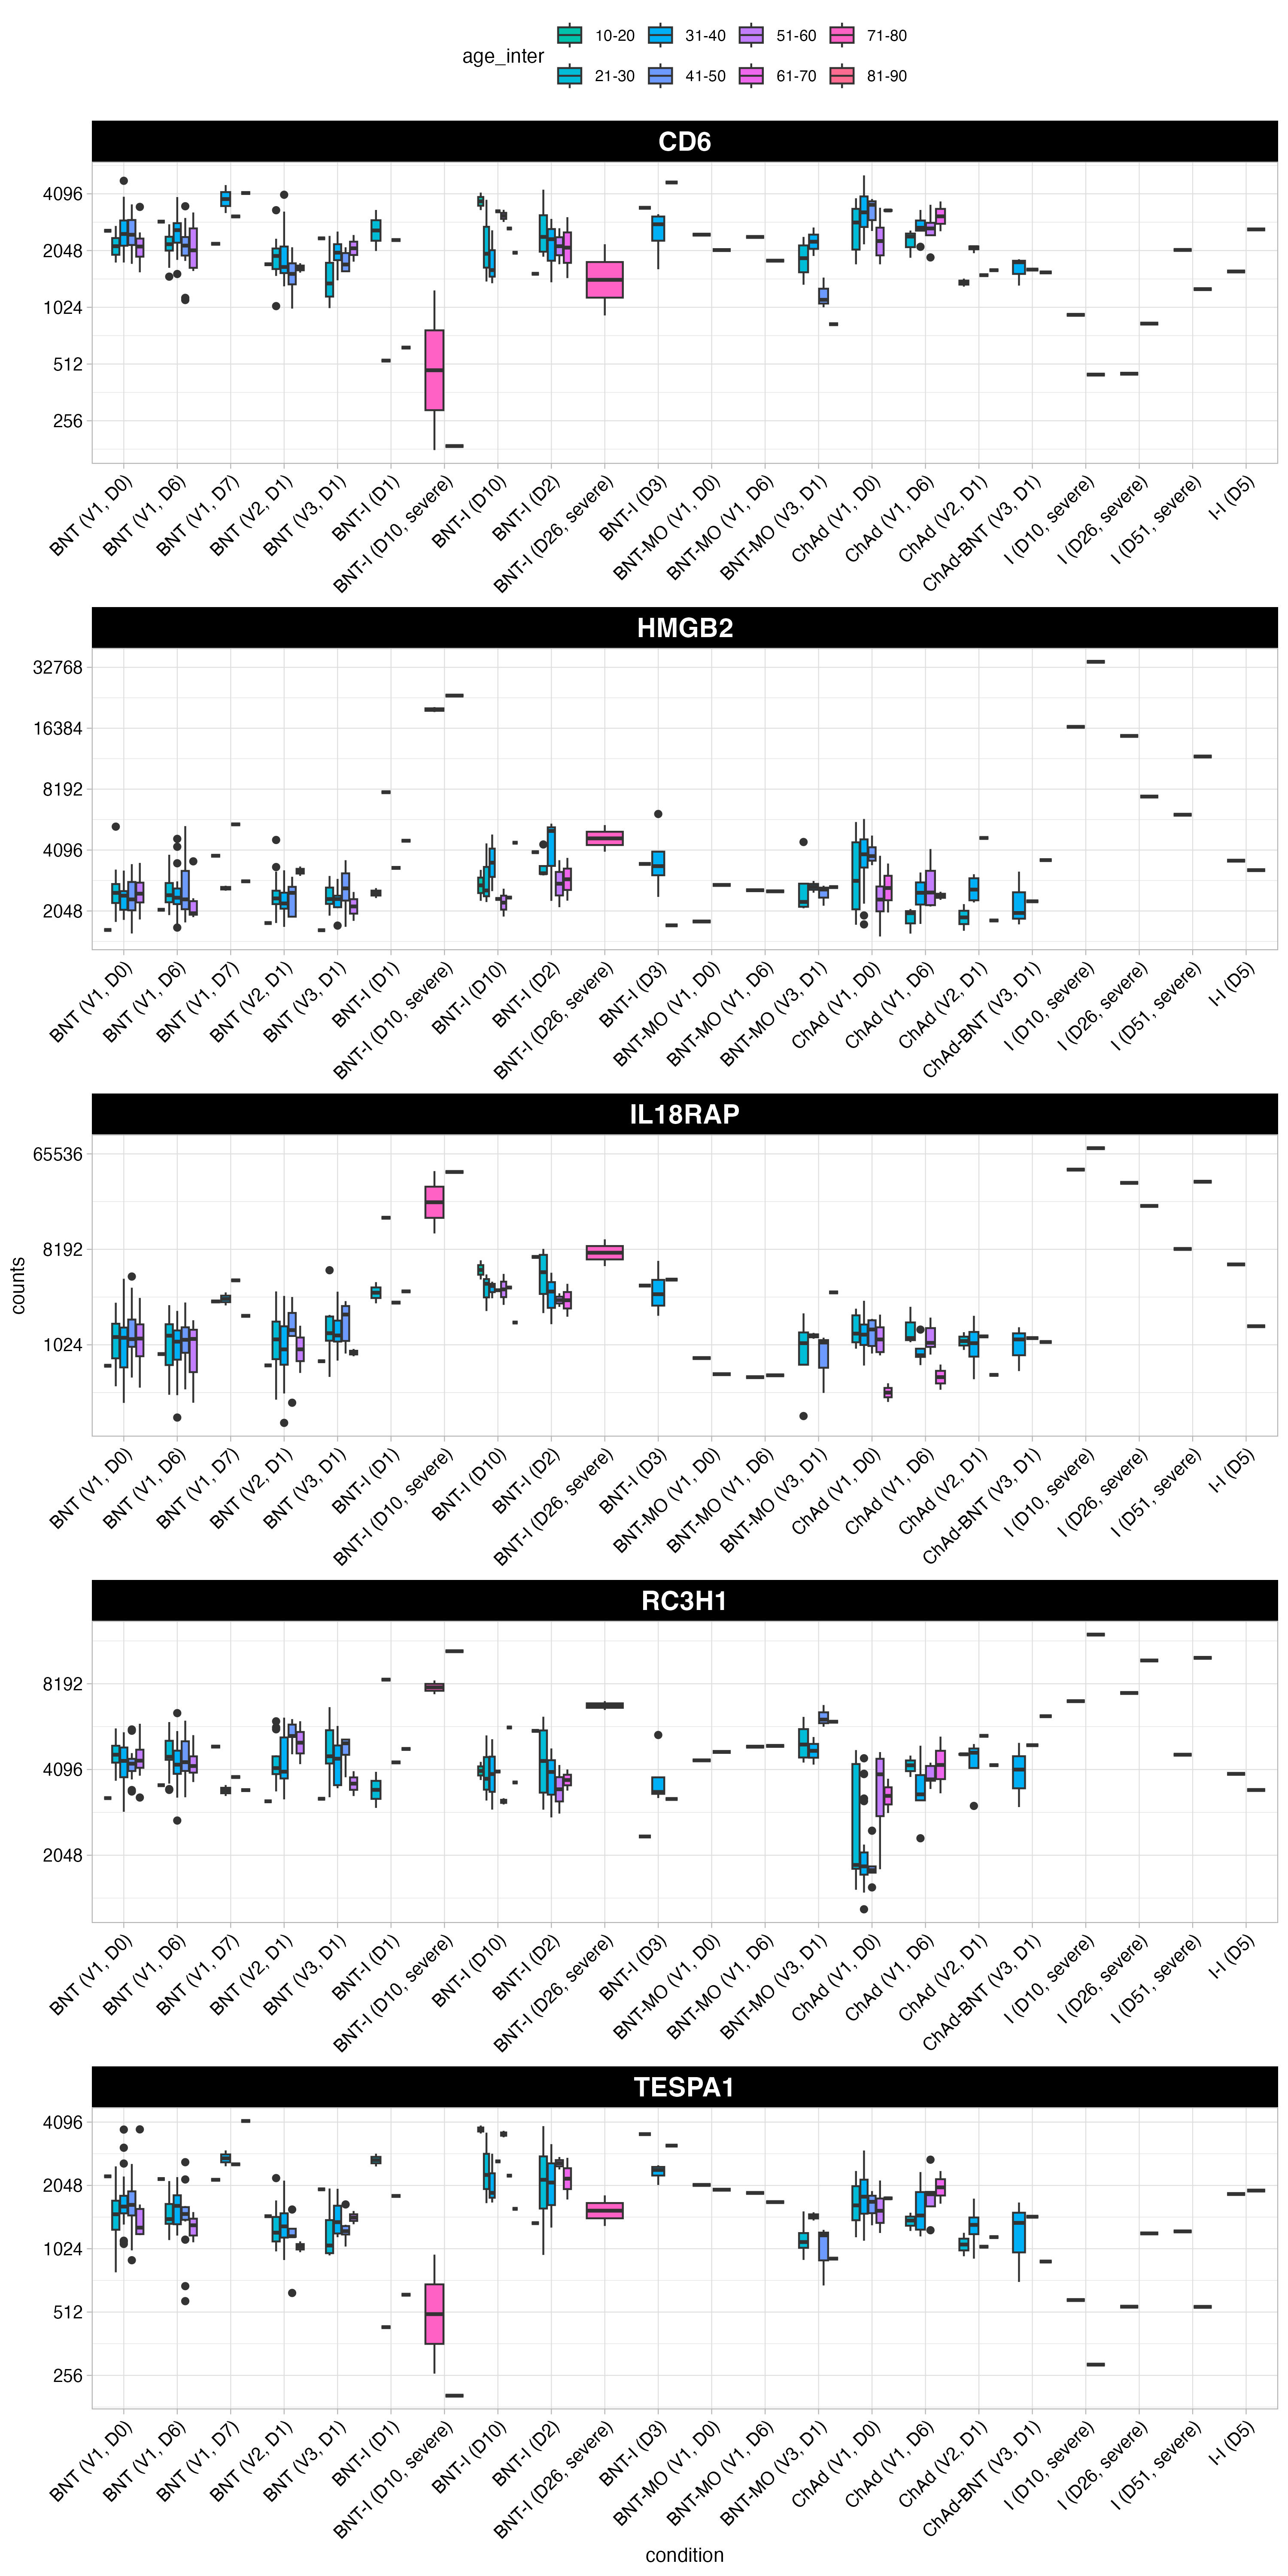 age_inter
10-20 31-40 51-60 71-80
21-30 41-50 61-70 81-90
CD6
4096
2048
1024
512
256
BNT (V1, D0)
BNT (V1, D6)
BNT (V1, D7)
BNT (V2, D1)
BNT (V3, D1)
BNT-I (D1)
BNT-I (D10, severe)
BNT-I (D10)
BNT-I (D2)
BNT-I (D26, severe)
BNT-I (D3)
BNT-MO (V1, D0)
BNT-MO (V1, D6)
BNT-MO (V3, D1)
ChAd (V1, D0)
ChAd (V1, D6)
ChAd (V2, D1)
ChAd-BNT (V3, D1)
I (D10, severe)
I (D26, severe)
I (D51, severe)
I-I (D5)
HMGB2
32768
16384
8192
4096
2048
BNT (V1, D0)
BNT (V1, D6)
BNT (V1, D7)
BNT (V2, D1)
BNT (V3, D1)
BNT-I (D1)
BNT-I (D10, severe)
BNT-I (D10)
BNT-I (D2)
BNT-I (D26, severe)
BNT-I (D3)
BNT-MO (V1, D0)
BNT-MO (V1, D6)
BNT-MO (V3, D1)
ChAd (V1, D0)
ChAd (V1, D6)
ChAd (V2, D1)
ChAd-BNT (V3, D1)
I (D10, severe)
I (D26, severe)
I (D51, severe)
I-I (D5)
IL18RAP
counts
65536
8192
1024
BNT (V1, D0)
BNT (V1, D6)
BNT (V1, D7)
BNT (V2, D1)
BNT (V3, D1)
BNT-I (D1)
BNT-I (D10, severe)
BNT-I (D10)
BNT-I (D2)
BNT-I (D26, severe)
BNT-I (D3)
BNT-MO (V1, D0)
BNT-MO (V1, D6)
BNT-MO (V3, D1)
ChAd (V1, D0)
ChAd (V1, D6)
ChAd (V2, D1)
ChAd-BNT (V3, D1)
I (D10, severe)
I (D26, severe)
I (D51, severe)
I-I (D5)
RC3H1
8192
4096
2048
BNT (V1, D0)
BNT (V1, D6)
BNT (V1, D7)
BNT (V2, D1)
BNT (V3, D1)
BNT-I (D1)
BNT-I (D10, severe)
BNT-I (D10)
BNT-I (D2)
BNT-I (D26, severe)
BNT-I (D3)
BNT-MO (V1, D0)
BNT-MO (V1, D6)
BNT-MO (V3, D1)
ChAd (V1, D0)
ChAd (V1, D6)
ChAd (V2, D1)
ChAd-BNT (V3, D1)
I (D10, severe)
I (D26, severe)
I (D51, severe)
I-I (D5)
TESPA1
4096
2048
1024
512
256
BNT (V1, D0)
BNT (V1, D6)
BNT (V1, D7)
BNT (V2, D1)
BNT (V3, D1)
BNT-I (D1)
BNT-I (D10, severe)
BNT-I (D10)
BNT-I (D2)
BNT-I (D26, severe)
BNT-I (D3)
BNT-MO (V1, D0)
BNT-MO (V1, D6)
BNT-MO (V3, D1)
ChAd (V1, D0)
ChAd (V1, D6)
ChAd (V2, D1)
ChAd-BNT (V3, D1)
I (D10, severe)
I (D26, severe)
I (D51, severe)
I-I (D5)
condition